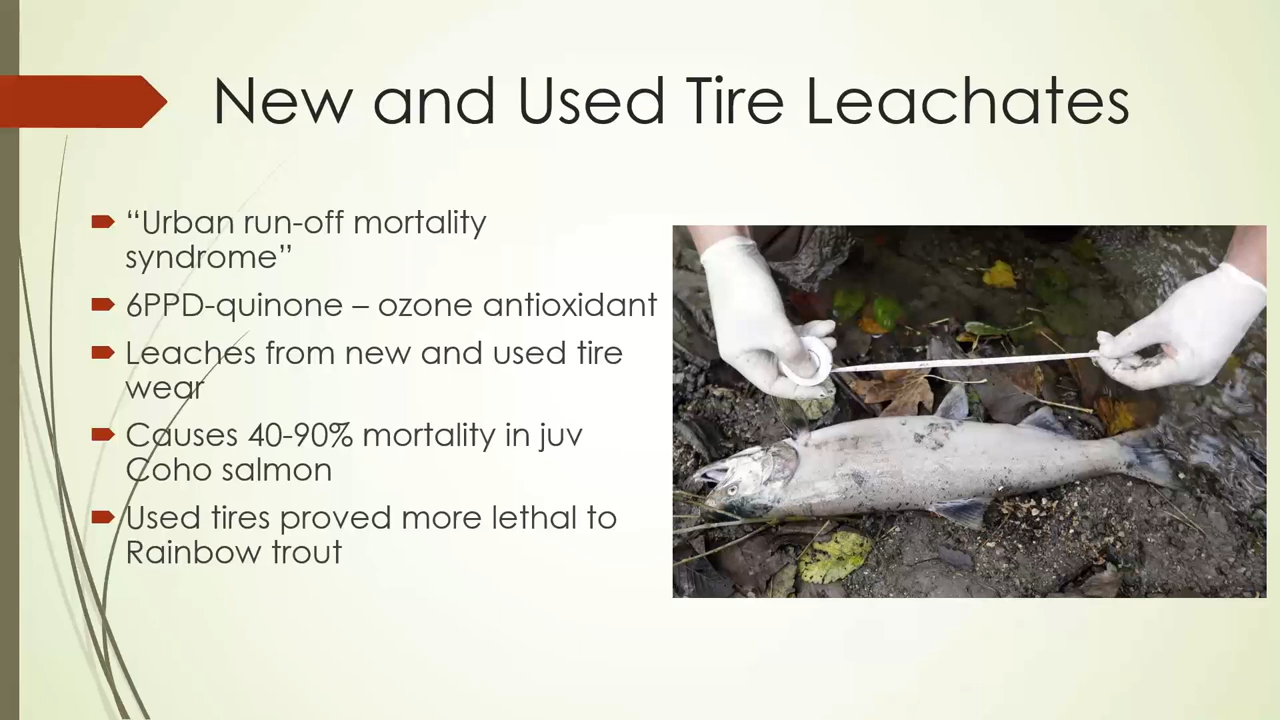 New and Used Tire Leachates
“Urban run-off mortality
syndrome”
6PPD-quinone – ozone antioxidant
Leaches from new and used tire
wear
Causes 40-90% mortality in juv
Coho salmon
Used tires proved more lethal to
Rainbow trout